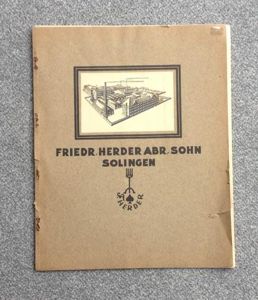 FRIEDR. HERDER ABR. SOHN
SOLINGEN
HERDER